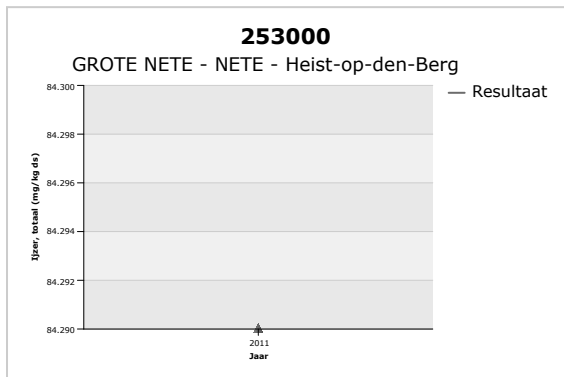 253000
GROTE NETE - NETE - Heist-op-den-Berg
Resultaat
Ijzer, totaal (mg/kg ds)
84.300
84.298
84.296
84.294
84.292
84.290
2011
Jaar